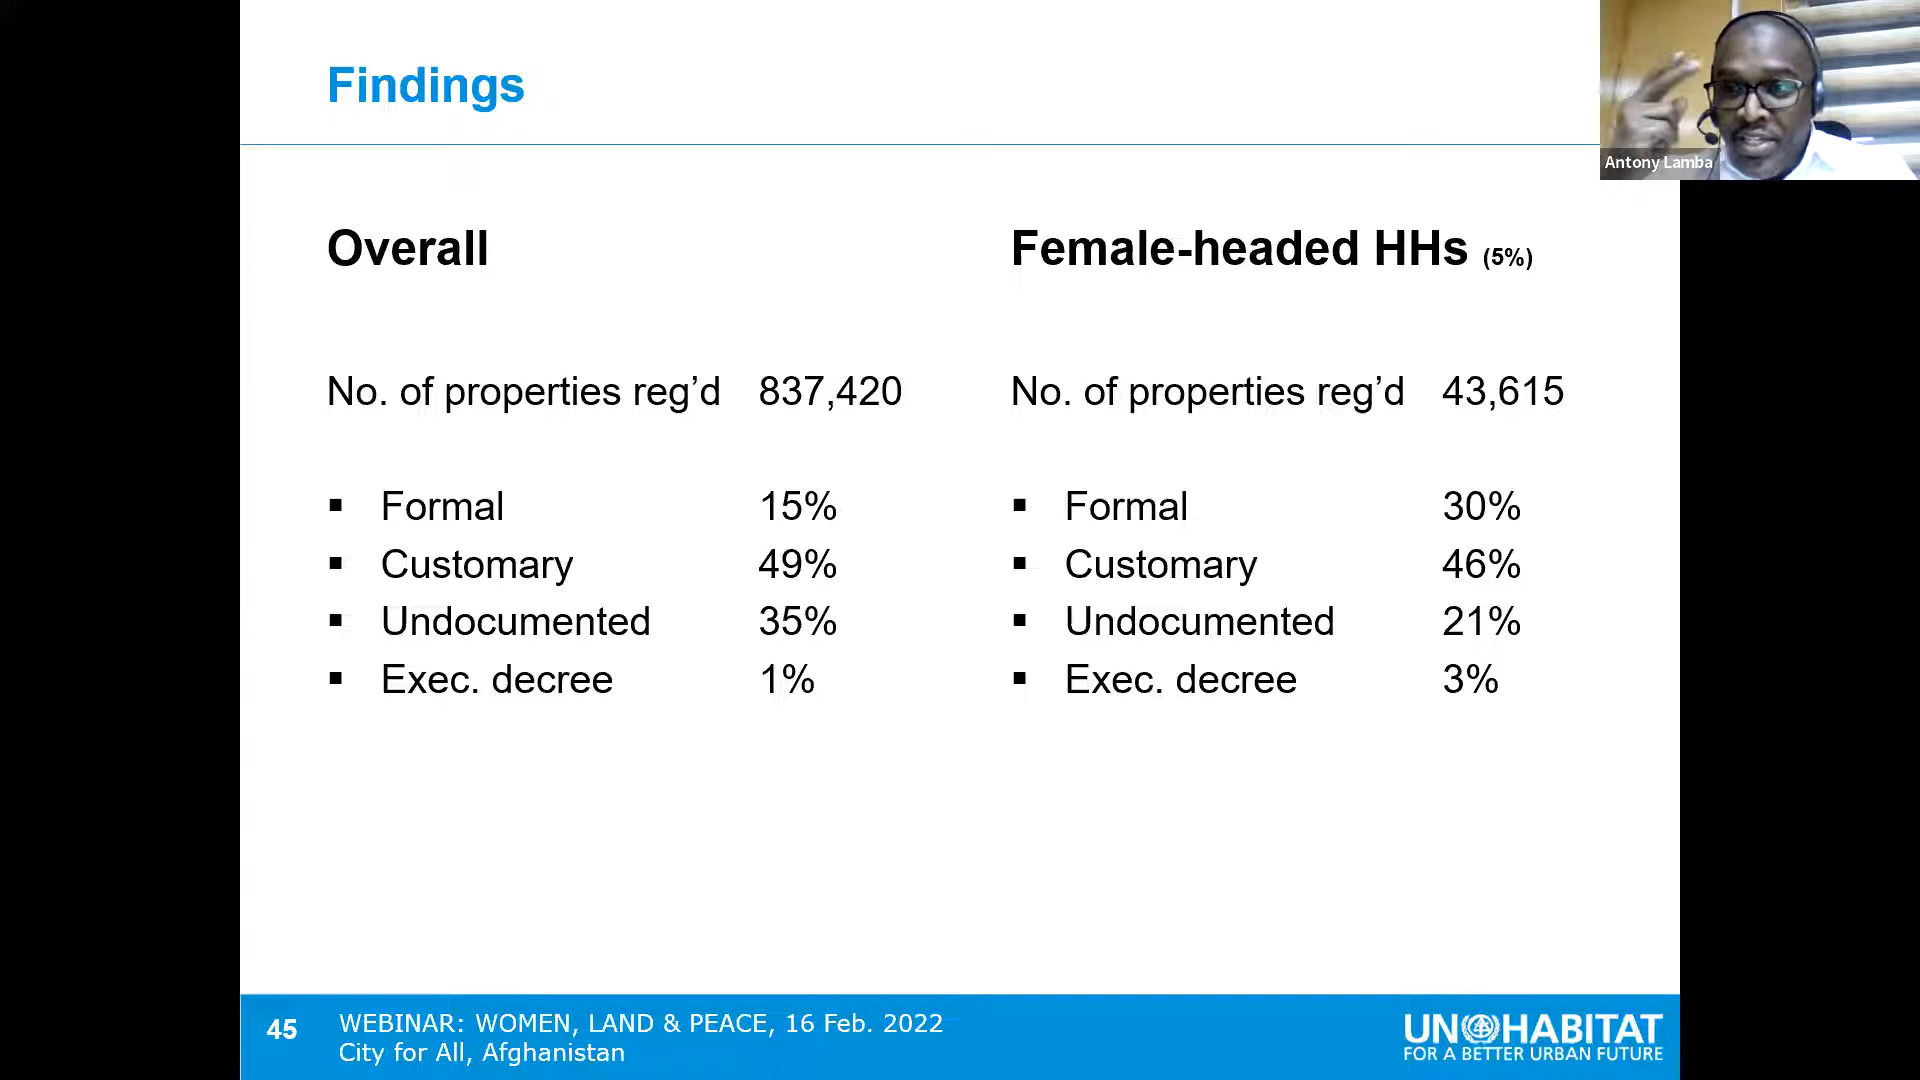 Findings
Antony Lamba
Overall
No. of properties reg’d 837,420
▪ Formal 15%
▪ Customary 49%
▪ Undocumented 35%
▪ Exec. decree 1%
Female-headed HHs (5%)
No. of properties reg’d 43,615
▪ Formal 30%
▪ Customary 46%
▪ Undocumented 21%
▪ Exec. decree 3%
45
WEBINAR: WOMEN, LAND & PEACE, 16 Feb. 2022
City for All, Afghanistan
UN HABITAT
FOR A BETTER URBAN FUTURE